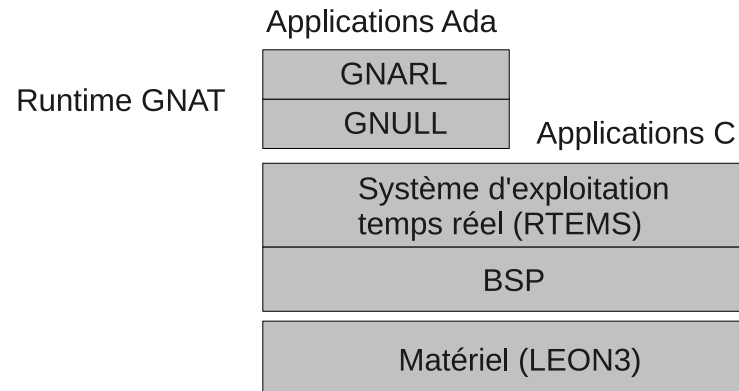 Applications Ada
GNARL
Runtime GNAT
GNULL
Applications C
Système d'exploitation
temps réel (RTEMS)
BSP
Matériel (LEON3)